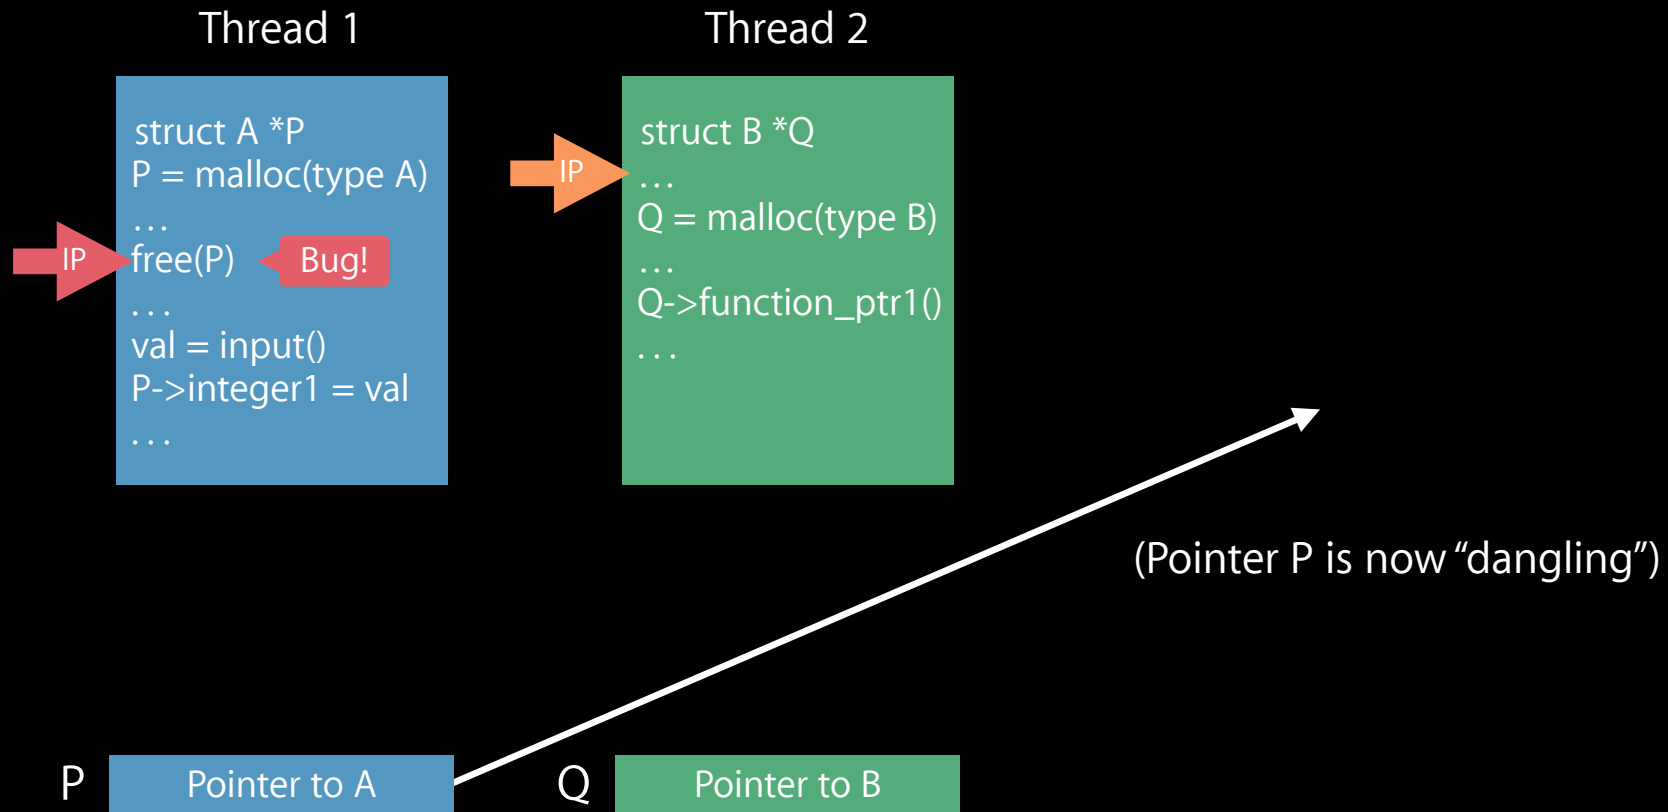 Thread 1
struct A *P
P = malloc(type A)
...
free(P)
Bug!
...
val = input()
P->integer1 = val
...
IP
Thread 2
struct B *Q
...
Q = malloc(type B)
...
Q->function_ptr1()
...
IP
(Pointer P is now “dangling”)
P
Pointer to A
Q
Pointer to B